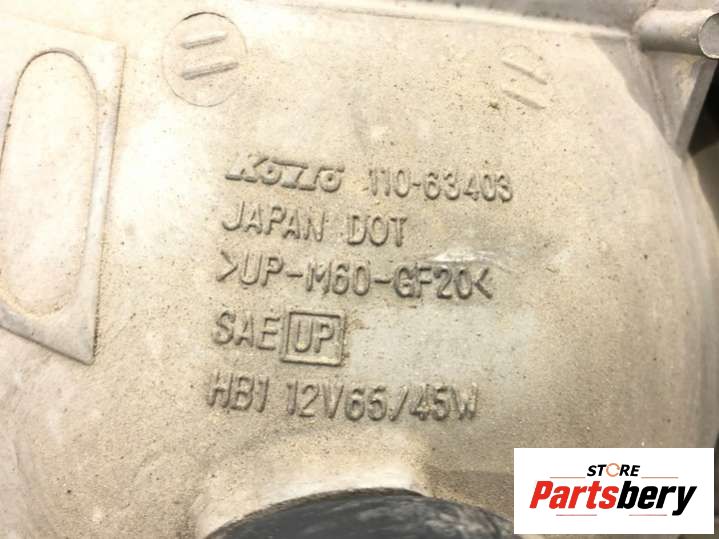 KOITO 110-63403
JAPAN DOT
>UP-M60-GF20<
SAE UP
HB1 12V65/45W
STORE
Partsbery